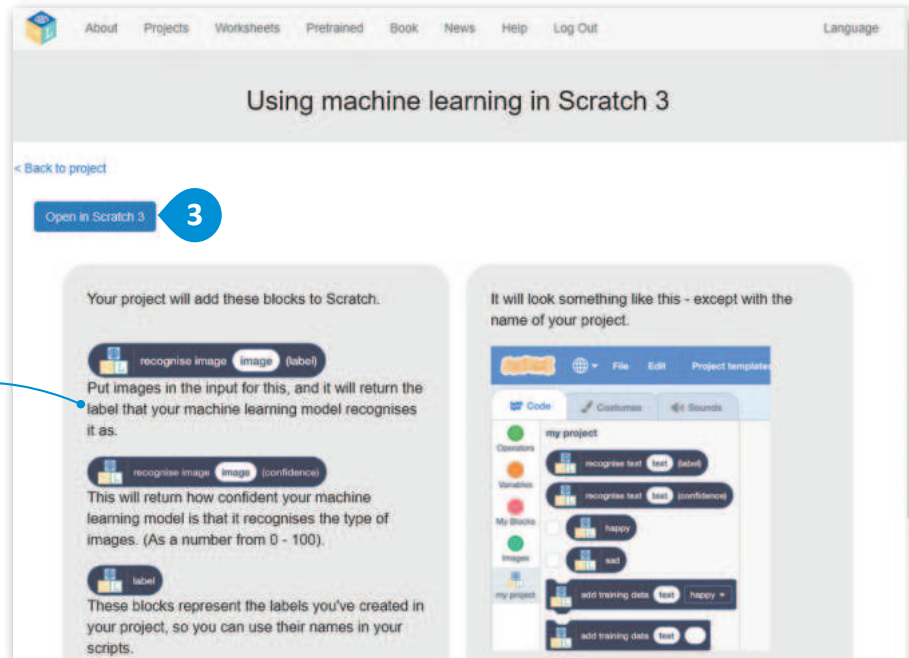 About Projects Worksheets Pretrained Book News Help Log Out Language
Using machine learning in Scratch 3
< Back to project
Open in Scratch 3
3
Your project will add these blocks to Scratch.
recognise image image (label)
Put images in the input for this, and it will return the
label that your machine learning model recognises
it as.
recognise image image (confidence)
This will return how confident your machine
learning model is that it recognises the type of
images. (As a number from 0 - 100).
label
These blocks represent the labels you've created in
your project, so you can use their names in your
scripts.
It will look something like this - except with the
name of your project.
File Edit Project templates
Code Costumes Sounds
my project
Operators
Variables
My Blocks
Images
my project
recognise text text (label)
recognise text text (confidence)
happy
sad
add training data text happy
add training data text